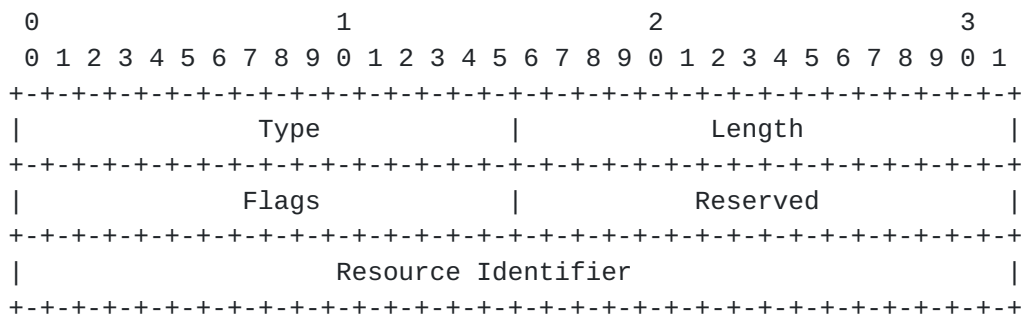 0                   1                   2                   3
 0 1 2 3 4 5 6 7 8 9 0 1 2 3 4 5 6 7 8 9 0 1 2 3 4 5 6 7 8 9 0 1
+-+-+-+-+-+-+-+-+-+-+-+-+-+-+-+-+-+-+-+-+-+-+-+-+-+-+-+-+-+-+-+-+
|               Type            |            Length             |
+-+-+-+-+-+-+-+-+-+-+-+-+-+-+-+-+-+-+-+-+-+-+-+-+-+-+-+-+-+-+-+-+
|              Flags            |           Reserved            |
+-+-+-+-+-+-+-+-+-+-+-+-+-+-+-+-+-+-+-+-+-+-+-+-+-+-+-+-+-+-+-+-+
|                    Resource Identifier                        |
+-+-+-+-+-+-+-+-+-+-+-+-+-+-+-+-+-+-+-+-+-+-+-+-+-+-+-+-+-+-+-+-+